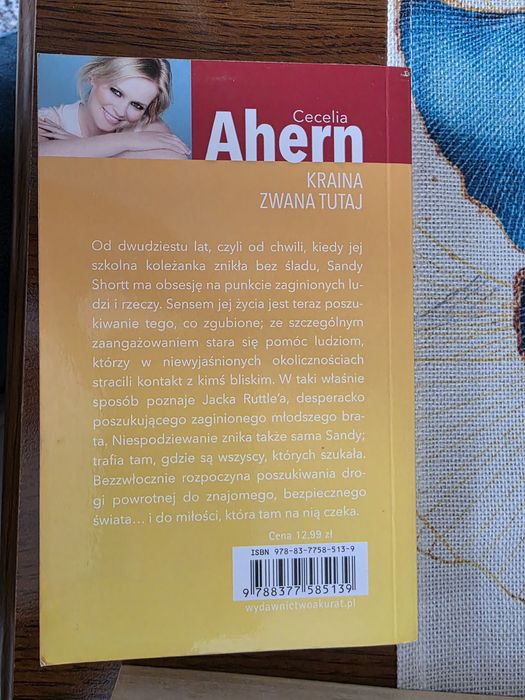 Cecelia
Ahern
KRAINA
ZWANA TUTAJ
Od dwudziestu lat, czyli od chwili, kiedy jej
szkolna koleżanka znikła bez śladu, Sandy
Shortt ma obsesję na punkcie zaginionych lu-
dzi i rzeczy. Sensem jej życia jest teraz poszu-
kiwanie tego, co zgubione; ze szczególnym
zaangażowaniem stara się pomóc ludziom,
którzy w niewyjaśnionych okolicznościach
stracili kontakt z kimś bliskim. W taki właśnie
sposób poznaje Jacka Ruttle'a, desperacko
poszukującego zaginionego młodszego bra-
ta. Niespodziewanie znika także sama Sandy;
trafia tam, gdzie są wszyscy, których szukała.
Bezzwłocznie rozpoczyna poszukiwania dro-
gi powrotnej do znajomego, bezpiecznego
świata... i do miłości, która tam na nią czeka.
Cena 12,99 zł
ISBN 978-83-7758-513-9
9 788377 585139
wydawnictwoakurat.pl